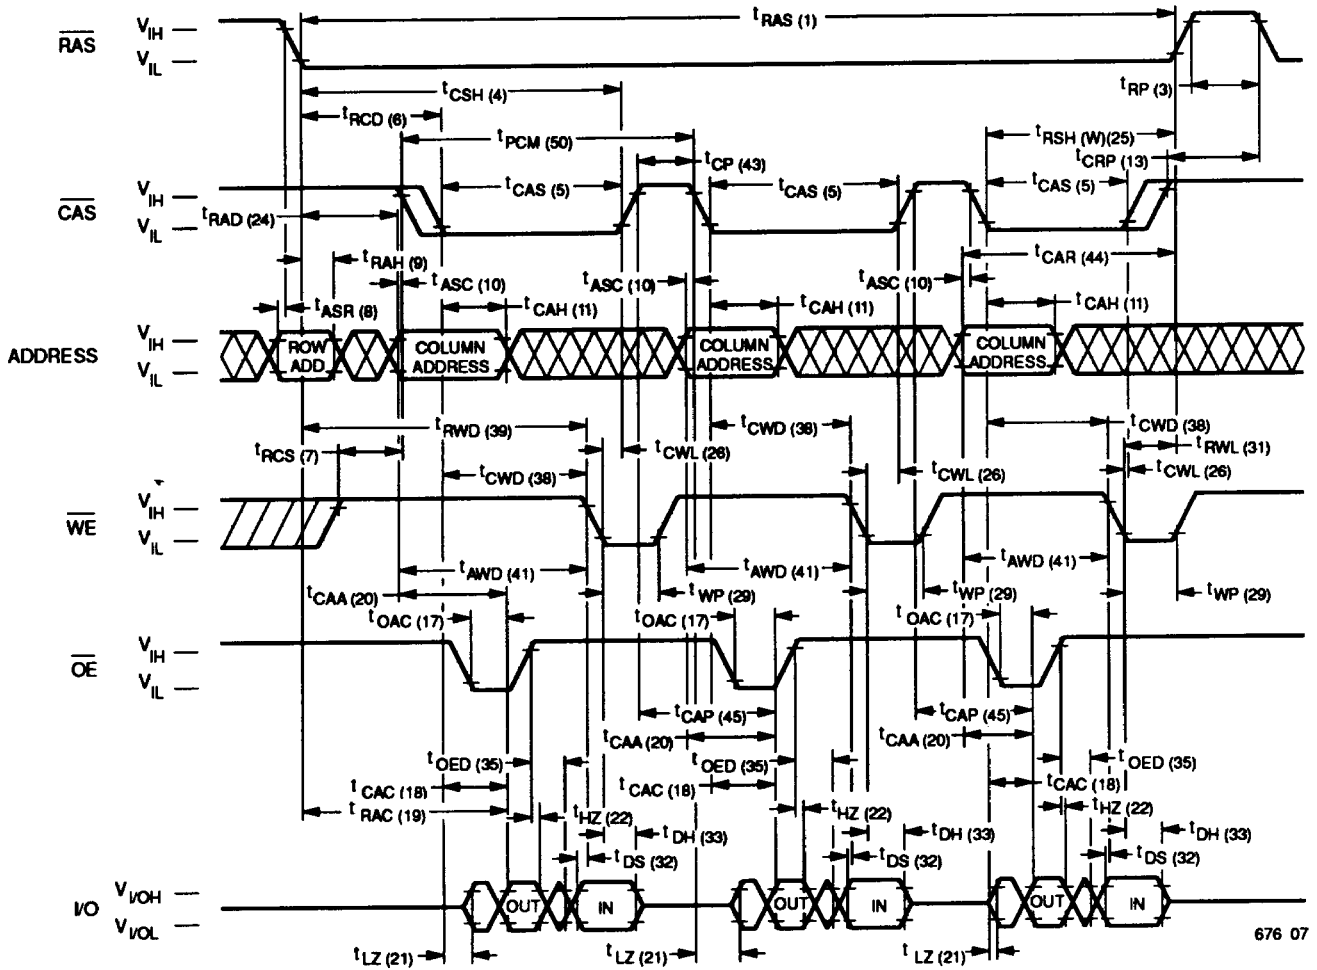 tRAS (1)
RAS
VIH
VIL
tRP (3)
tCSH (4)
tRCD (6)
tPCM (50)
tCP (43)
tRSH (W)(25)
tCRP (13)
CAS
VIH
VIL
tCAS (5)
tCAS (5)
tCAS (5)
tRAD (24)
tRAH (9)
tCAR (44)
tASC (10)
tASC (10)
tASC (10)
tASR (8)
tCAH (11)
tCAH (11)
tCAH (11)
ADDRESS
VIH
VIL
ROW ADD
COLUMN ADDRESS
COLUMN ADDRESS
COLUMN ADDRESS
tRWD (39)
tCWD (38)
tCWD (38)
tRCS (7)
tCWL (26)
tRWL (31)
tCWD (38)
tCWL (26)
tCWL (26)
WE
VIH
VIL
tAWD (41)
tAWD (41)
tAWD (41)
tCAA (20)
tWP (29)
tWP (29)
tWP (29)
tOAC (17)
tOAC (17)
tOAC (17)
OE
VIH
VIL
tCAP (45)
tCAP (45)
tCAA (20)
tCAA (20)
tOED (35)
tOED (35)
tOED (35)
tCAC (18)
tCAC (18)
tCAC (18)
tRAC (19)
tHZ (22)
tHZ (22)
tHZ (22)
tDH (33)
tDH (33)
tDH (33)
tDS (32)
tDS (32)
tDS (32)
I/O
VI/OH
VI/OL
OUT
IN
OUT
IN
OUT
IN
tLZ (21)
tLZ (21)
tLZ (21)
676 07